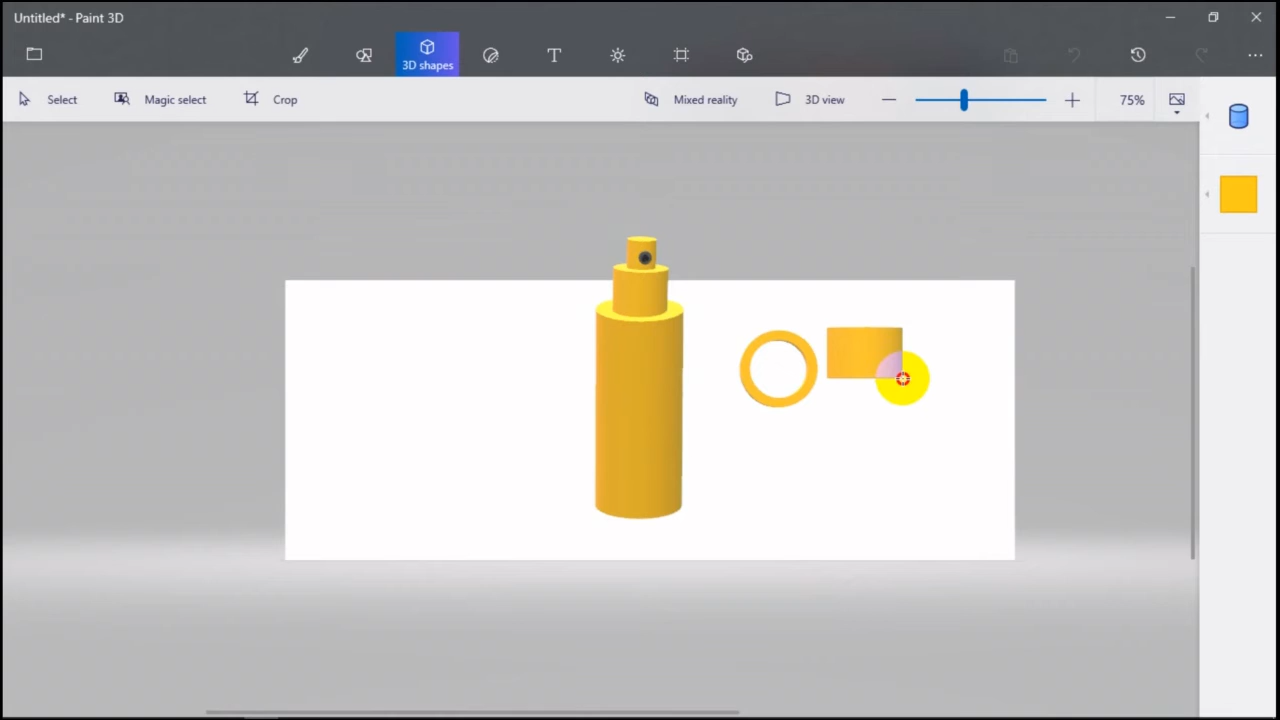 Untitled* - Paint 3D
3D shapes
Select Magic select Crop Mixed reality 3D view 75%